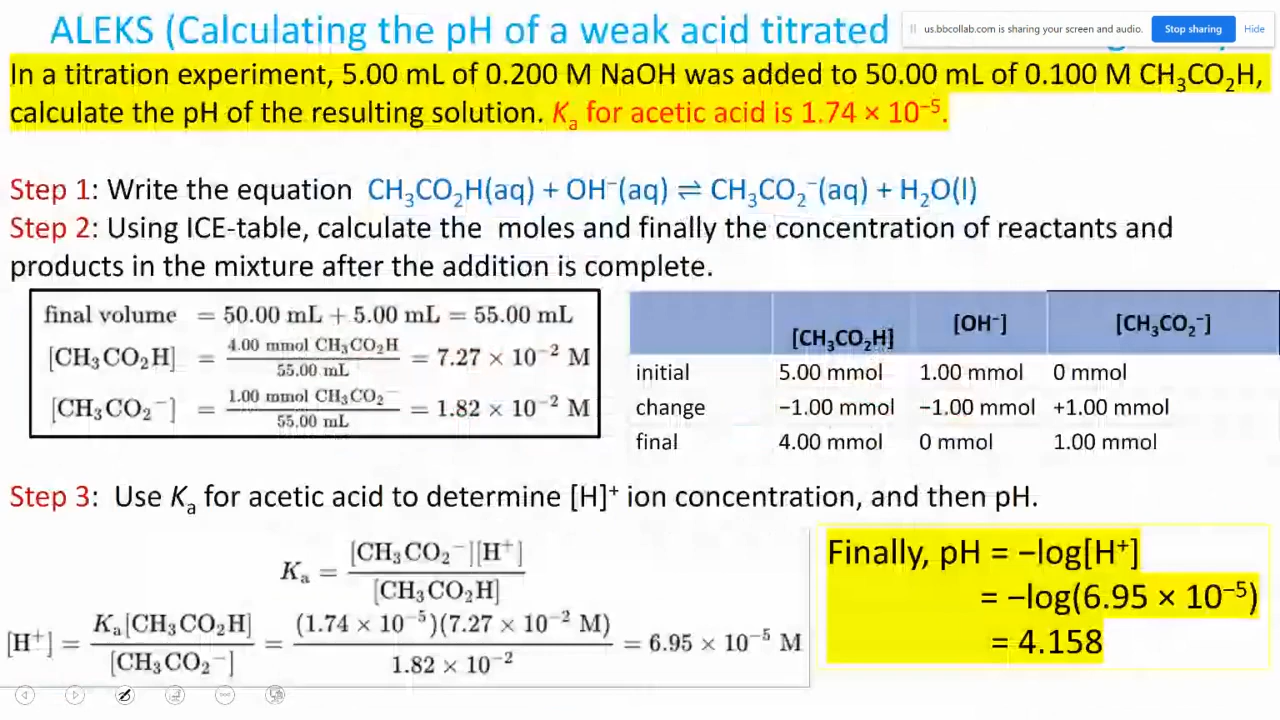 ALEKS (Calculating the pH of a weak acid titrated
us.bbcollab.com is sharing your screen and audio. Stop sharing Hide
In a titration experiment, 5.00 mL of 0.200 M NaOH was added to 50.00 mL of 0.100 M CH₃CO₂H,
calculate the pH of the resulting solution. Kₐ for acetic acid is 1.74 × 10⁻⁵.
Step 1: Write the equation CH₃CO₂H(aq) + OH⁻(aq) ⇌ CH₃CO₂⁻(aq) + H₂O(l)
Step 2: Using ICE-table, calculate the moles and finally the concentration of reactants and
products in the mixture after the addition is complete.
final volume = 50.00 mL + 5.00 mL = 55.00 mL
[CH₃CO₂H] = 4.00 mmol CH₃CO₂H / 55.00 mL = 7.27 × 10⁻² M
[CH₃CO₂⁻] = 1.00 mmol CH₃CO₂⁻ / 55.00 mL = 1.82 × 10⁻² M
[CH₃CO₂H] [OH⁻] [CH₃CO₂⁻]
initial 5.00 mmol 1.00 mmol 0 mmol
change −1.00 mmol −1.00 mmol +1.00 mmol
final 4.00 mmol 0 mmol 1.00 mmol
Step 3: Use Kₐ for acetic acid to determine [H]⁺ ion concentration, and then pH.
Kₐ = [CH₃CO₂⁻][H⁺] / [CH₃CO₂H]
[H⁺] = Kₐ[CH₃CO₂H] / [CH₃CO₂⁻] = (1.74 × 10⁻⁵)(7.27 × 10⁻² M) / 1.82 × 10⁻² = 6.95 × 10⁻⁵ M
Finally, pH = −log[H⁺]
= −log(6.95 × 10⁻⁵)
= 4.158